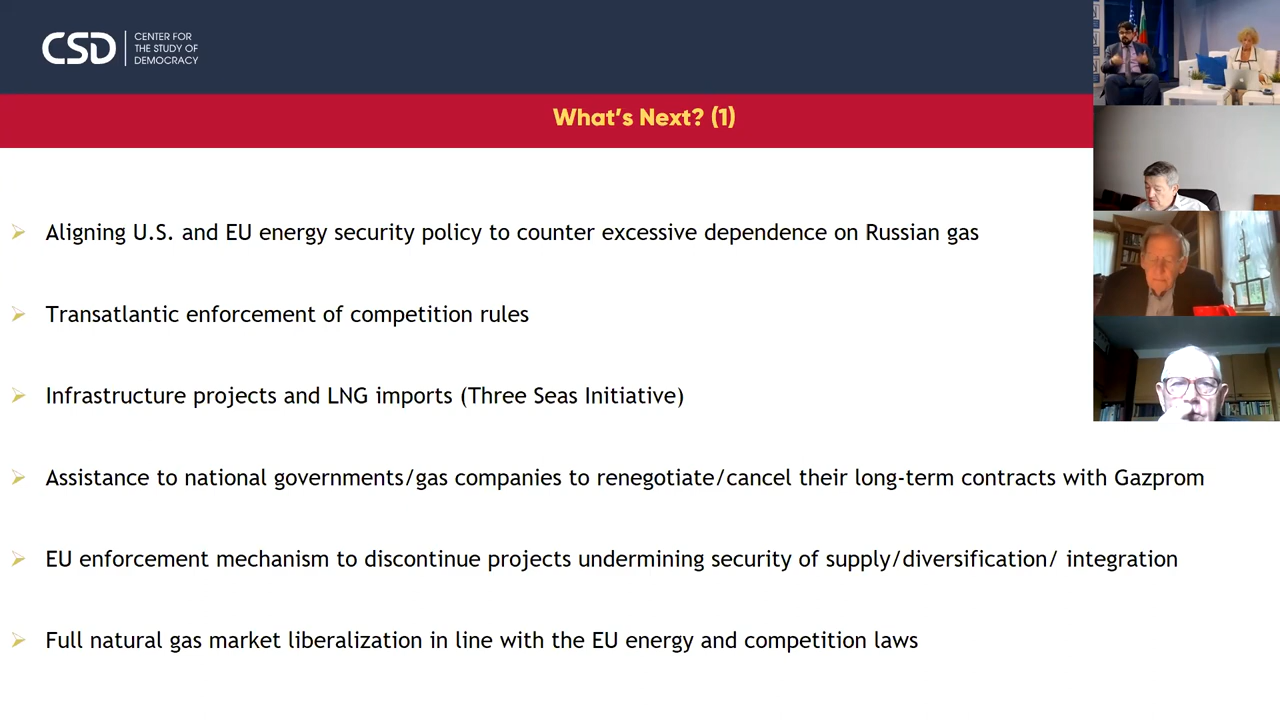 CSD
CENTER FOR
THE STUDY OF
DEMOCRACY
What's Next? (1)
Aligning U.S. and EU energy security policy to counter excessive dependence on Russian gas
Transatlantic enforcement of competition rules
Infrastructure projects and LNG imports (Three Seas Initiative)
Assistance to national governments/gas companies to renegotiate/cancel their long-term contracts with Gazprom
EU enforcement mechanism to discontinue projects undermining security of supply/diversification/ integration
Full natural gas market liberalization in line with the EU energy and competition laws